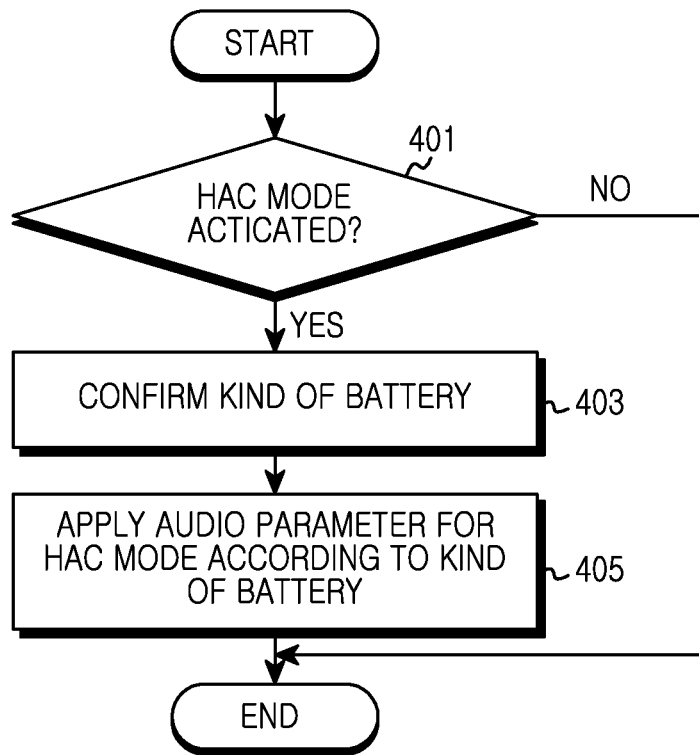 START
401
HAC MODE
ACTICATED?
NO
YES
CONFIRM KIND OF BATTERY
403
APPLY AUDIO PARAMETER FOR
HAC MODE ACCORDING TO KIND
OF BATTERY
405
END